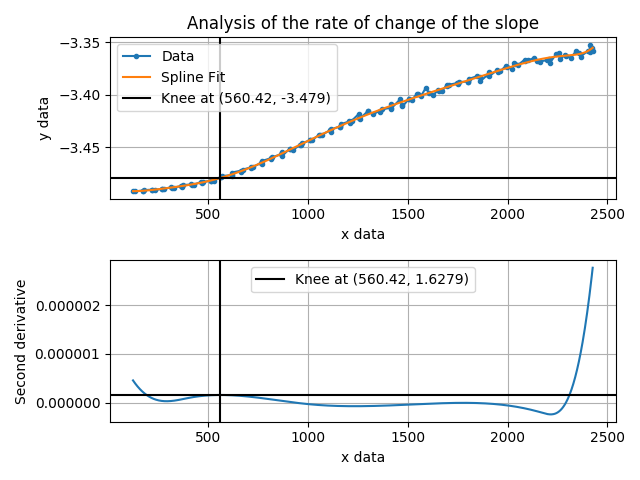 Analysis of the rate of change of the slope
−3.35
−3.40
−3.45
y data
Data
Spline Fit
Knee at (560.42, -3.479)
500 1000 1500 2000 2500
x data
0.000002
0.000001
0.000000
Second derivative
Knee at (560.42, 1.6279)
500 1000 1500 2000 2500
x data